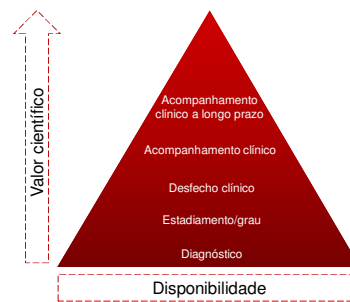 Valor científico
Acompanhamento
clínico a longo prazo
Acompanhamento clínico
Desfecho clínico
Estadiamento/grau
Diagnóstico
Disponibilidade